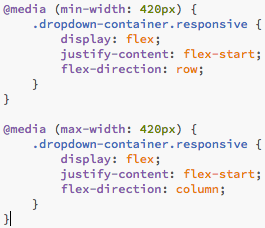 @media (min-width: 420px) {
    .dropdown-container.responsive {
        display: flex;
        justify-content: flex-start;
        flex-direction: row;
    }
}

@media (max-width: 420px) {
    .dropdown-container.responsive {
        display: flex;
        justify-content: flex-start;
        flex-direction: column;
    }
}